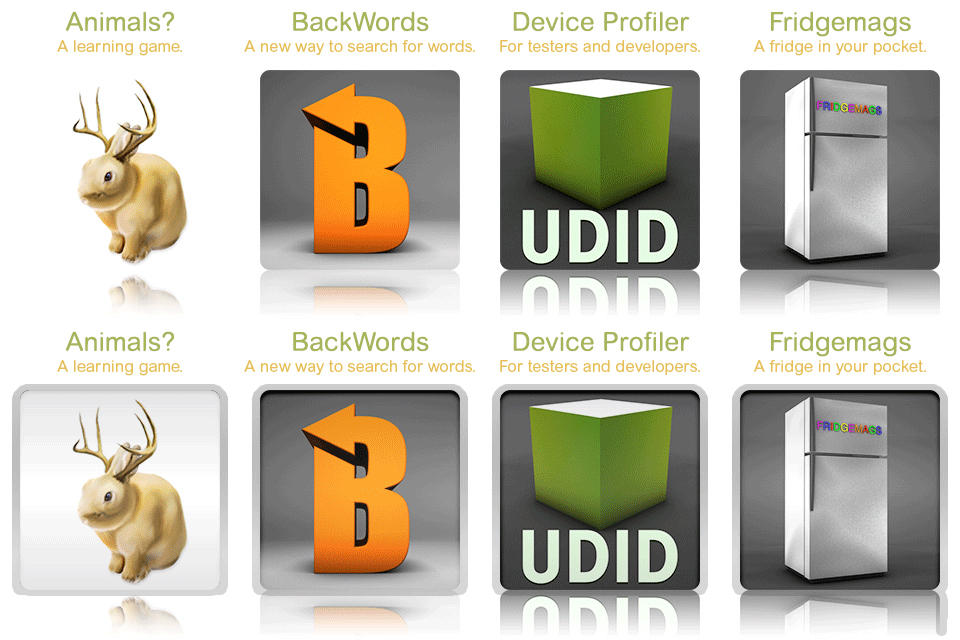 Animals?
A learning game.
BackWords
A new way to search for words.
Device Profiler
For testers and developers.
Fridgemags
A fridge in your pocket.
B
UDID
FRIDGEMAGS
UDID
Animals?
A learning game.
BackWords
A new way to search for words.
Device Profiler
For testers and developers.
Fridgemags
A fridge in your pocket.
B
UDID
FRIDGEMAGS